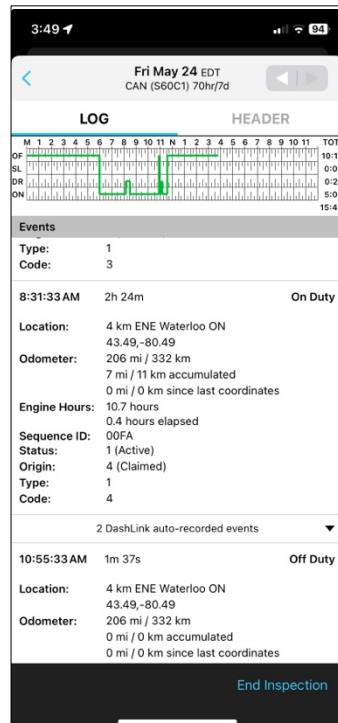 3:49
94
Fri May 24 EDT
CAN (S60C1) 70hr/7d
LOG HEADER
M 1 2 3 4 5 6 7 8 9 10 11 N 1 2 3 4 5 6 7 8 9 10 11 TOT
OF 10:1
SL 0:0
DR 0:2
ON 5:0
15:4
Events
Type: 1
Code: 3
8:31:33 AM 2h 24m On Duty
Location: 4 km ENE Waterloo ON
43.49,-80.49
Odometer: 206 mi / 332 km
7 mi / 11 km accumulated
0 mi / 0 km since last coordinates
Engine Hours: 10.7 hours
0.4 hours elapsed
Sequence ID: 00FA
Status: 1 (Active)
Origin: 4 (Claimed)
Type: 1
Code: 4
2 DashLink auto-recorded events
10:55:33 AM 1m 37s Off Duty
Location: 4 km ENE Waterloo ON
43.49,-80.49
Odometer: 206 mi / 332 km
0 mi / 0 km accumulated
0 mi / 0 km since last coordinates
End Inspection